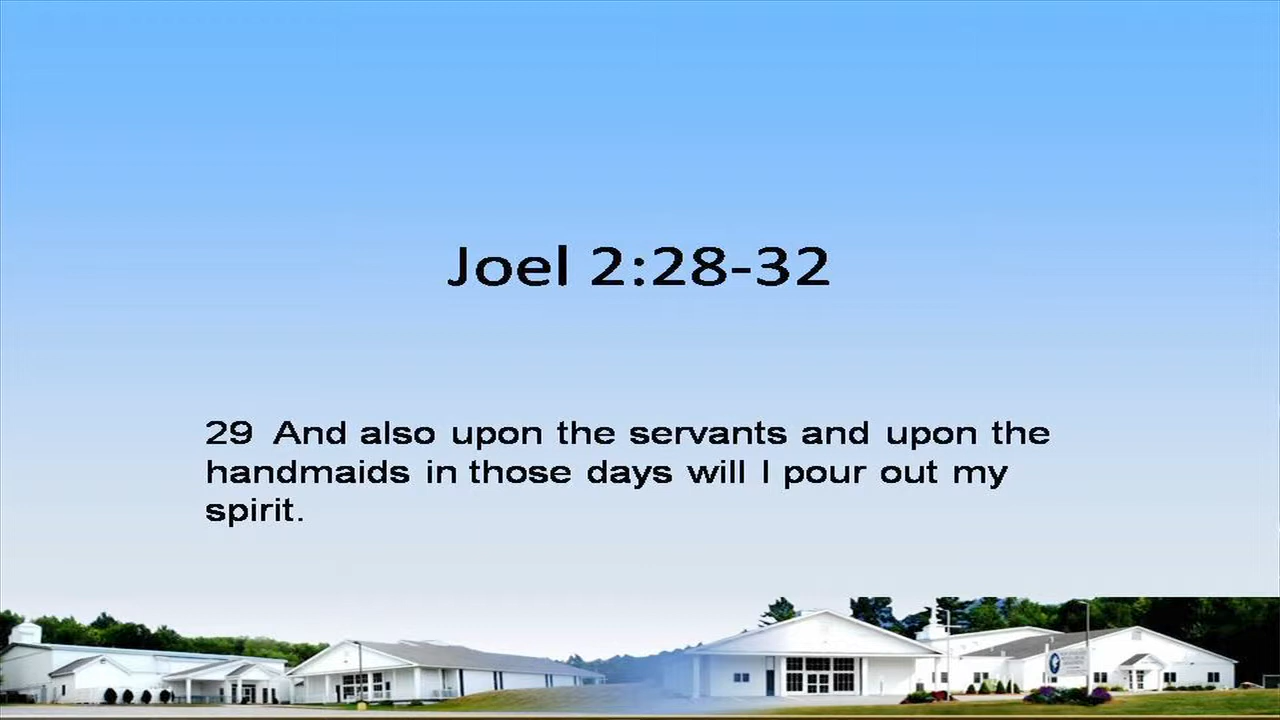 Joel 2:28-32
29 And also upon the servants and upon the
handmaids in those days will I pour out my
spirit.